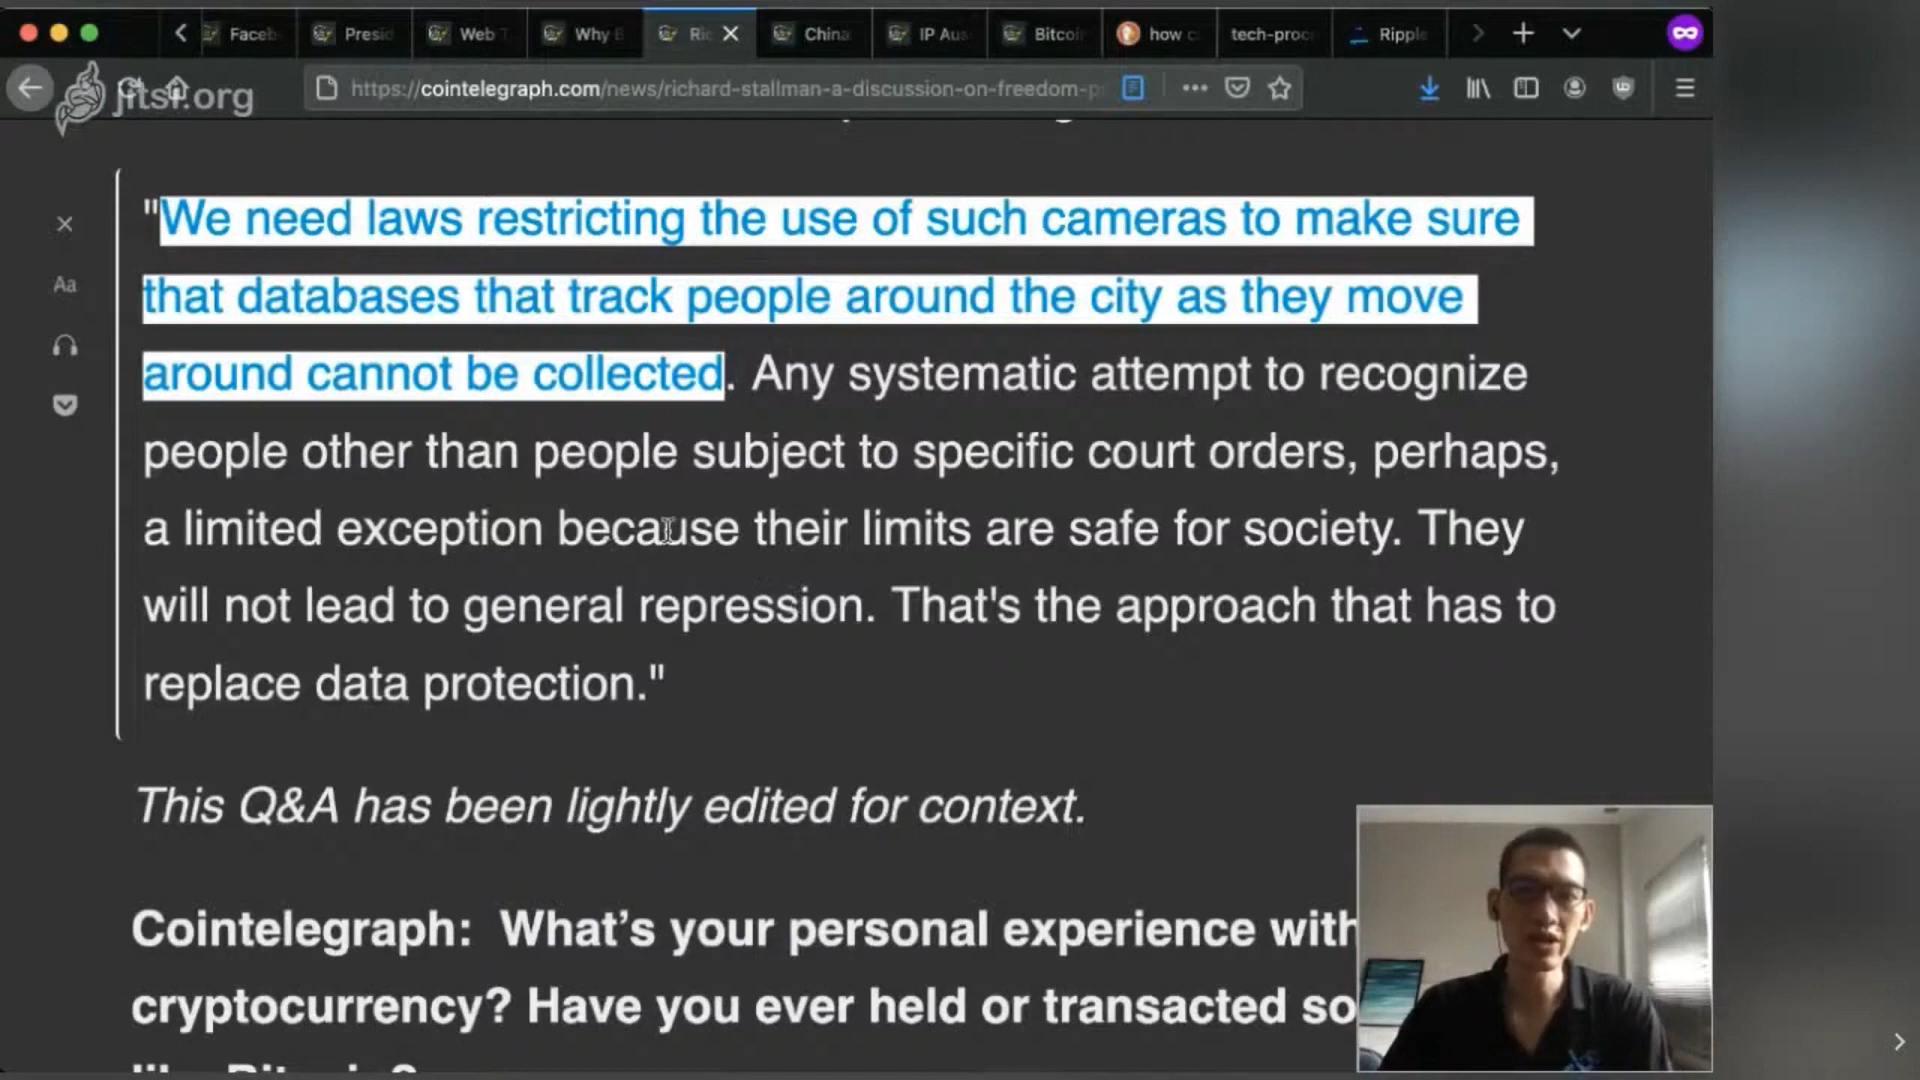 Faceb
Presid
Web T
Why B
Ric
China
IP Aus
Bitcoin
how c
tech-proc
Ripple
jitsi.org
https://cointelegraph.com/news/richard-stallman-a-discussion-on-freedom-p
"We need laws restricting the use of such cameras to make sure
that databases that track people around the city as they move
around cannot be collected. Any systematic attempt to recognize
people other than people subject to specific court orders, perhaps,
a limited exception because their limits are safe for society. They
will not lead to general repression. That's the approach that has to
replace data protection."
Aa
This Q&A has been lightly edited for context.
Cointelegraph: What’s your personal experience with
cryptocurrency? Have you ever held or transacted so